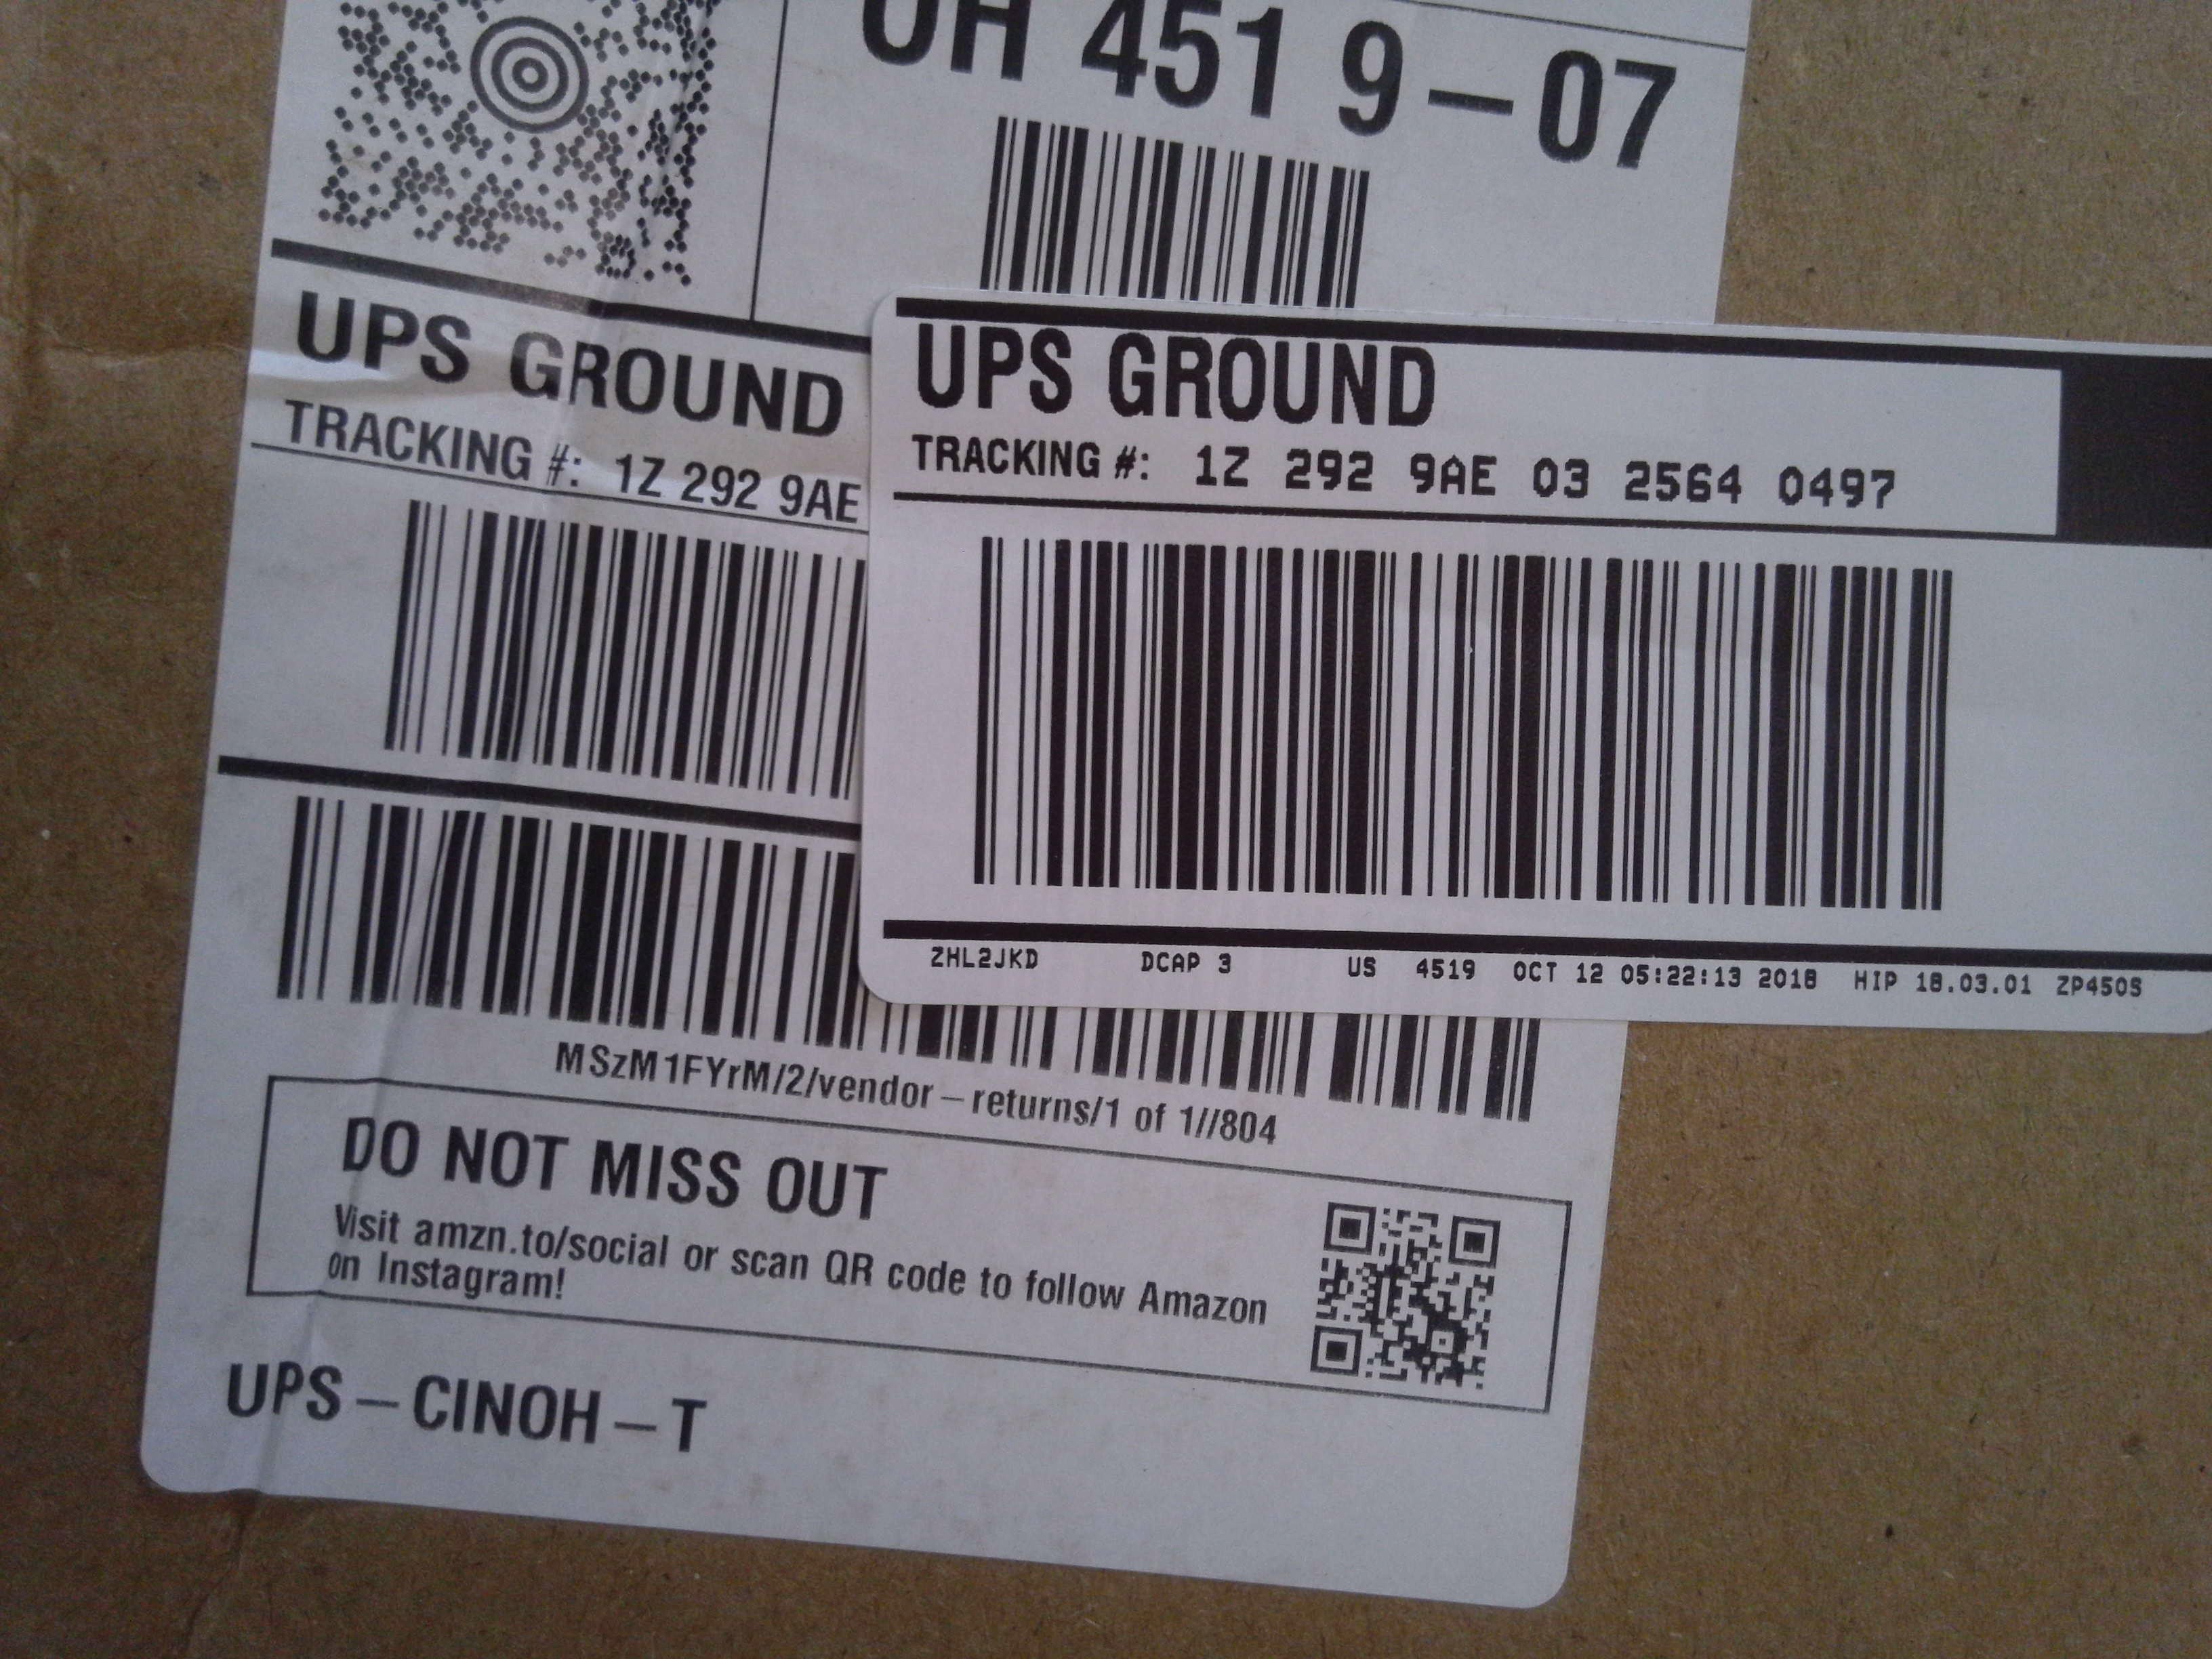 OH 451 9-07
UPS GROUND
TRACKING #: 1Z 292 9AE
UPS GROUND
TRACKING #: 1Z 292 9AE 03 2564 0497
ZHL2JKD DCAP 3 US 4519 OCT 12 05:22:13 2018 HIP 18.03.01 ZP450S
MSzM1FYrM/2/vendor-returns/1 of 1//804
DO NOT MISS OUT
Visit amzn.to/social or scan QR code to follow Amazon
on Instagram!
UPS-CINOH-T